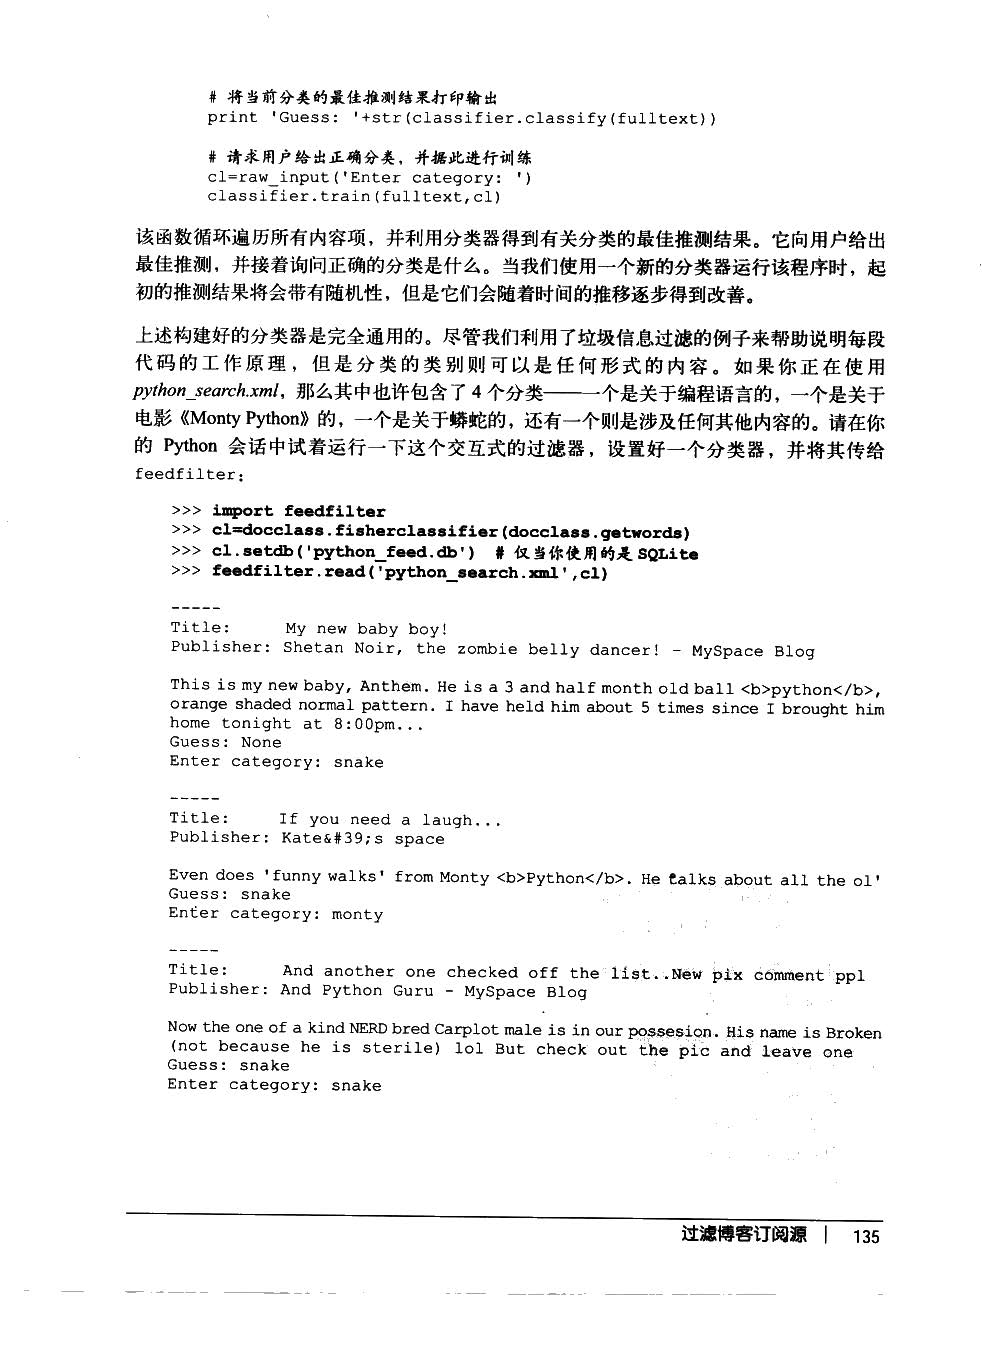 # 将当前分类的最佳推测结果打印输出
print 'Guess: '+str(classifier.classify(fulltext))
# 请求用户给出正确分类，并据此进行训练
cl=raw_input('Enter category: ')
classifier.train(fulltext,cl)
该函数循环遍历所有内容项，并利用分类器得到有关分类的最佳推测结果。它向用户给出
最佳推测，并接着询问正确的分类是什么。当我们使用一个新的分类器运行该程序时，起
初的推测结果将会带有随机性，但是它们会随着时间的推移逐步得到改善。
上述构建好的分类器是完全通用的。尽管我们利用了垃圾信息过滤的例子来帮助说明每段
代码的工作原理，但是分类的类别则可以是任何形式的内容。如果你正在使用
python_search.xml，那么其中也许包含了 4 个分类——一个是关于编程语言的，一个是关于
电影《Monty Python》的，一个是关于蟒蛇的，还有一个则是涉及任何其他内容的。请在你
的 Python 会话中试着运行一下这个交互式的过滤器，设置好一个分类器，并将其传给
feedfilter：
>>> import feedfilter
>>> cl=docclass.fisherclassifier(docclass.getwords)
>>> cl.setdb('python_feed.db') # 仅当你使用的是 SQLite
>>> feedfilter.read('python_search.xml',cl)
-----
Title: My new baby boy!
Publisher: Shetan Noir, the zombie belly dancer! - MySpace Blog
This is my new baby, Anthem. He is a 3 and half month old ball <b>python</b>,
orange shaded normal pattern. I have held him about 5 times since I brought him
home tonight at 8:00pm...
Guess: None
Enter category: snake
-----
Title: If you need a laugh...
Publisher: Kate&#39;s space
Even does 'funny walks' from Monty <b>Python</b>. He talks about all the ol'
Guess: snake
Enter category: monty
-----
Title: And another one checked off the list..New pix comment ppl
Publisher: And Python Guru - MySpace Blog
Now the one of a kind NERD bred Carplot male is in our possesion. His name is Broken
(not because he is sterile) lol But check out the pic and leave one
Guess: snake
Enter category: snake
过滤博客订阅源 | 135